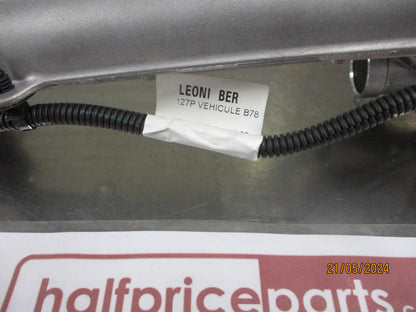 LEONI BER
127P VEHICULE B78
21/05/2024
halfpriceparts.